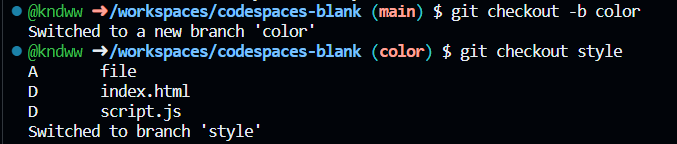 @kndww ➜/workspaces/codespaces-blank (main) $ git checkout -b color
Switched to a new branch 'color'
@kndww ➜/workspaces/codespaces-blank (color) $ git checkout style
A       file
D       index.html
D       script.js
Switched to branch 'style'